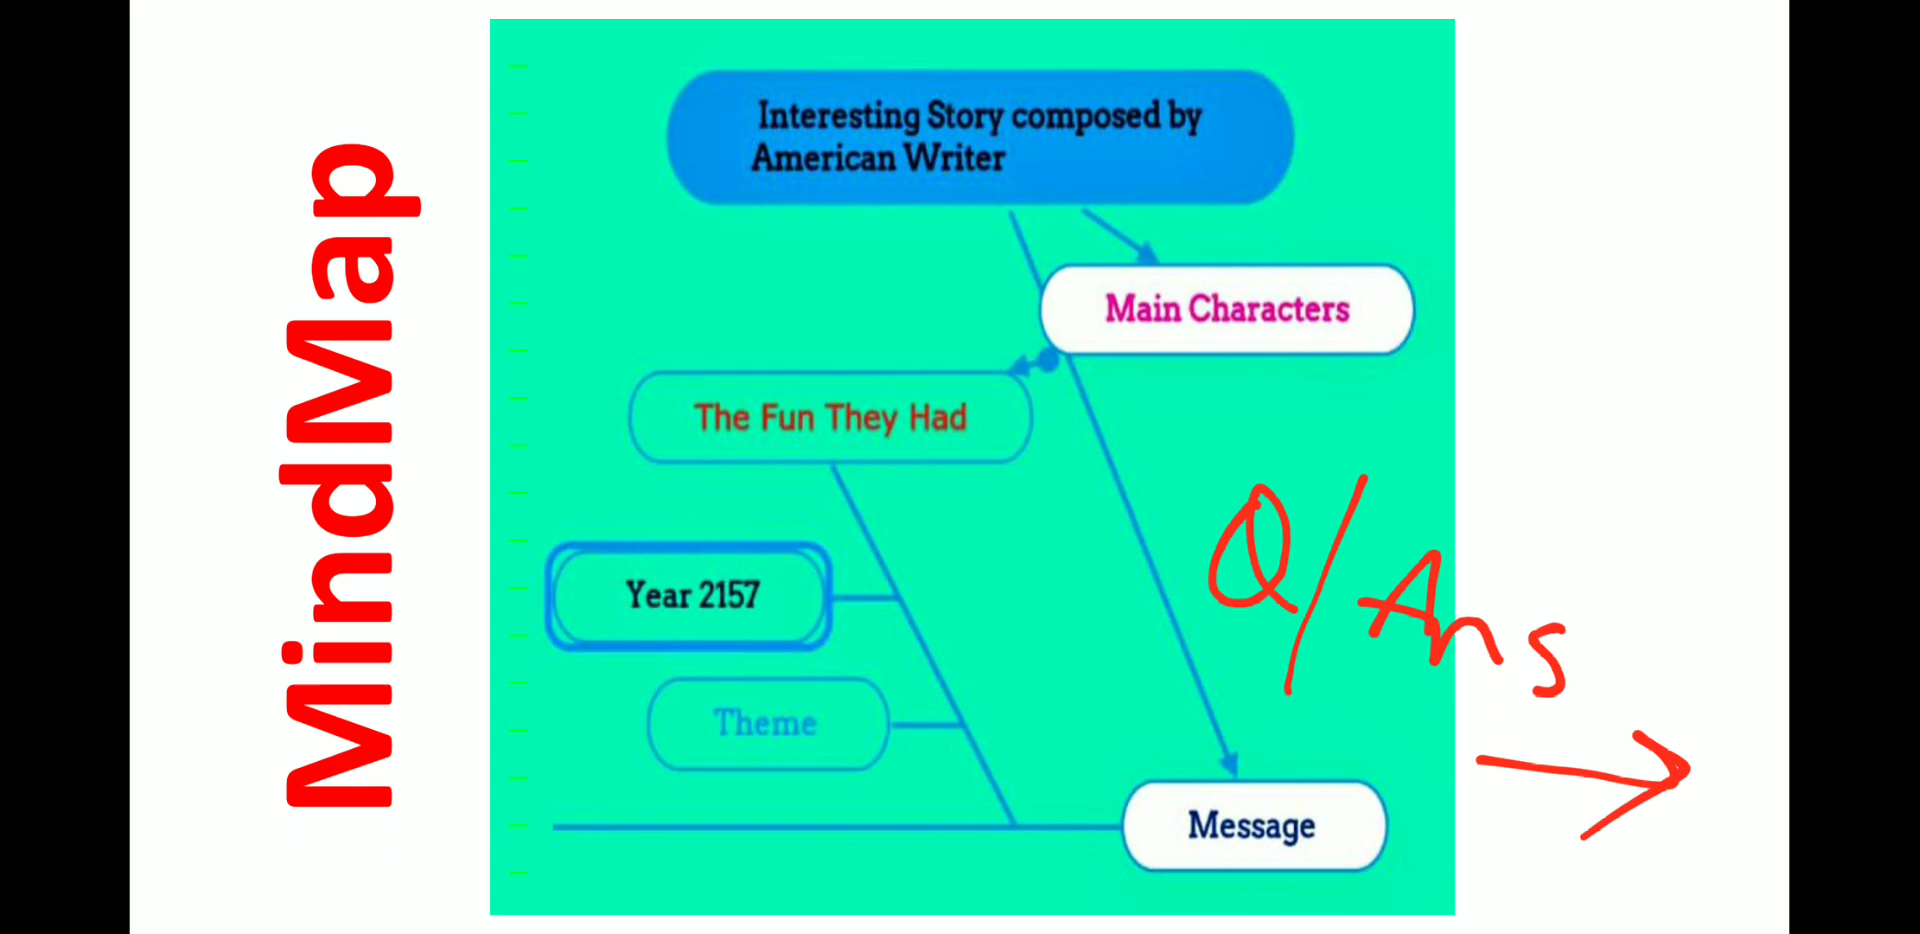 MindMap
Interesting Story composed by
American Writer
Main Characters
The Fun They Had
Year 2157
Theme
Message
Q/Ans